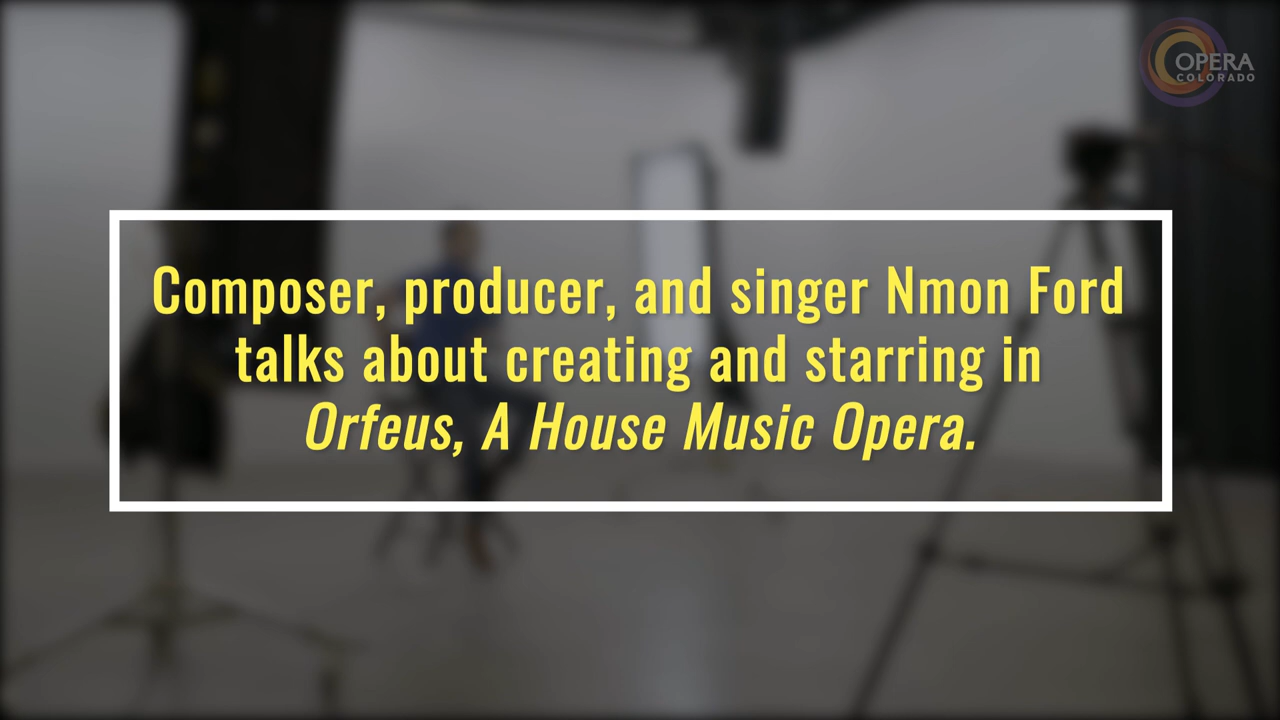 OPERA
COLORADO
Composer, producer, and singer Nmon Ford
talks about creating and starring in
Orfeus, A House Music Opera.